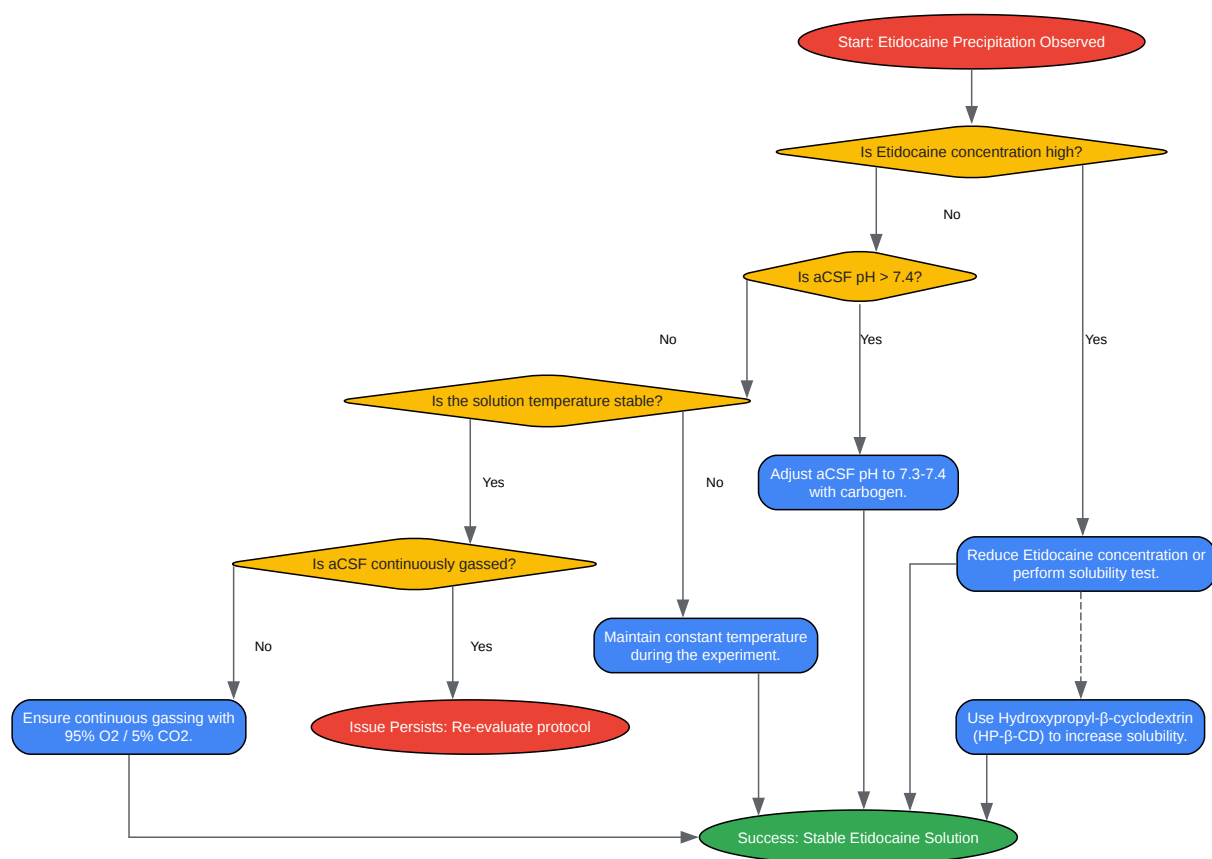 Start: Etidocaine Precipitation Observed
Is Etidocaine concentration high?
No
Is aCSF pH > 7.4?
No
Yes
Yes
Is the solution temperature stable?
Adjust aCSF pH to 7.3-7.4
with carbogen.
Yes
No
Reduce Etidocaine concentration or
perform solubility test.
Is aCSF continuously gassed?
Maintain constant temperature
during the experiment.
No
Yes
Ensure continuous gassing with
95% O2 / 5% CO2.
Issue Persists: Re-evaluate protocol
Use Hydroxypropyl-β-cyclodextrin
(HP-β-CD) to increase solubility.
Success: Stable Etidocaine Solution